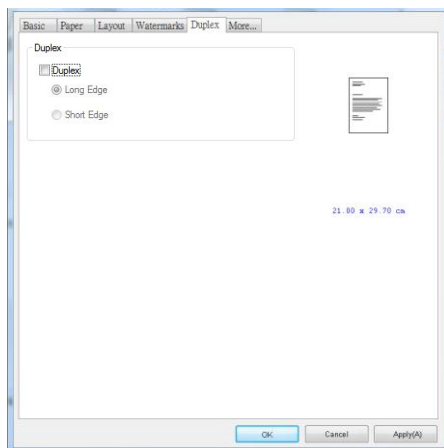 Basic Paper Layout Watermarks Duplex More...
Duplex
Duplex
Long Edge
Short Edge
21.00 x 29.70 cm
OK Cancel Apply(A)